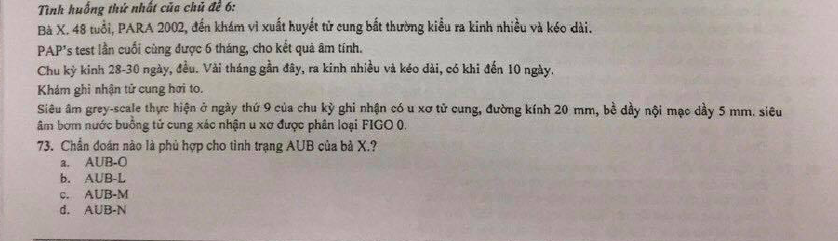 Tình huống thứ nhất của chủ đề 6:
Bà X. 48 tuổi, PARA 2002, đến khám vì xuất huyết tử cung bất thường kiểu ra kinh nhiều và kéo dài.
PAP's test lần cuối cùng được 6 tháng, cho kết quả âm tính.
Chu kỳ kinh 28-30 ngày, đều. Vài tháng gần đây, ra kinh nhiều và kéo dài, có khi đến 10 ngày.
Khám ghi nhận tử cung hơi to.
Siêu âm grey-scale thực hiện ở ngày thứ 9 của chu kỳ ghi nhận có u xơ tử cung, đường kính 20 mm, bề dầy nội mạc dầy 5 mm. siêu
âm bơm nước buồng tử cung xác nhận u xơ được phân loại FIGO 0.
73. Chẩn đoán nào là phù hợp cho tình trạng AUB của bà X.?
a. AUB-O
b. AUB-L
c. AUB-M
d. AUB-N